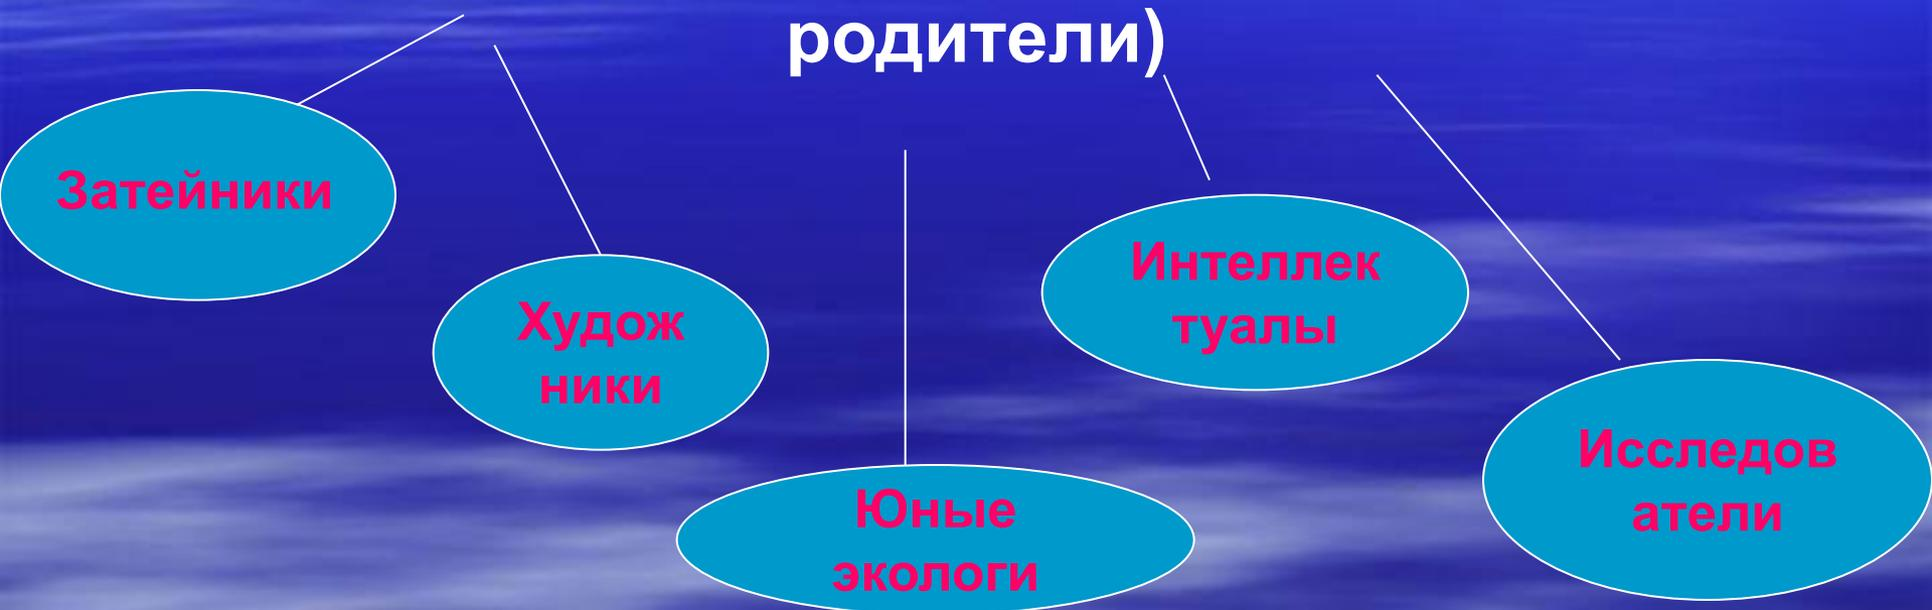 родители)
Затейники
Худож
ники
Юные
экологи
Интеллек
туалы
Исследов
атели